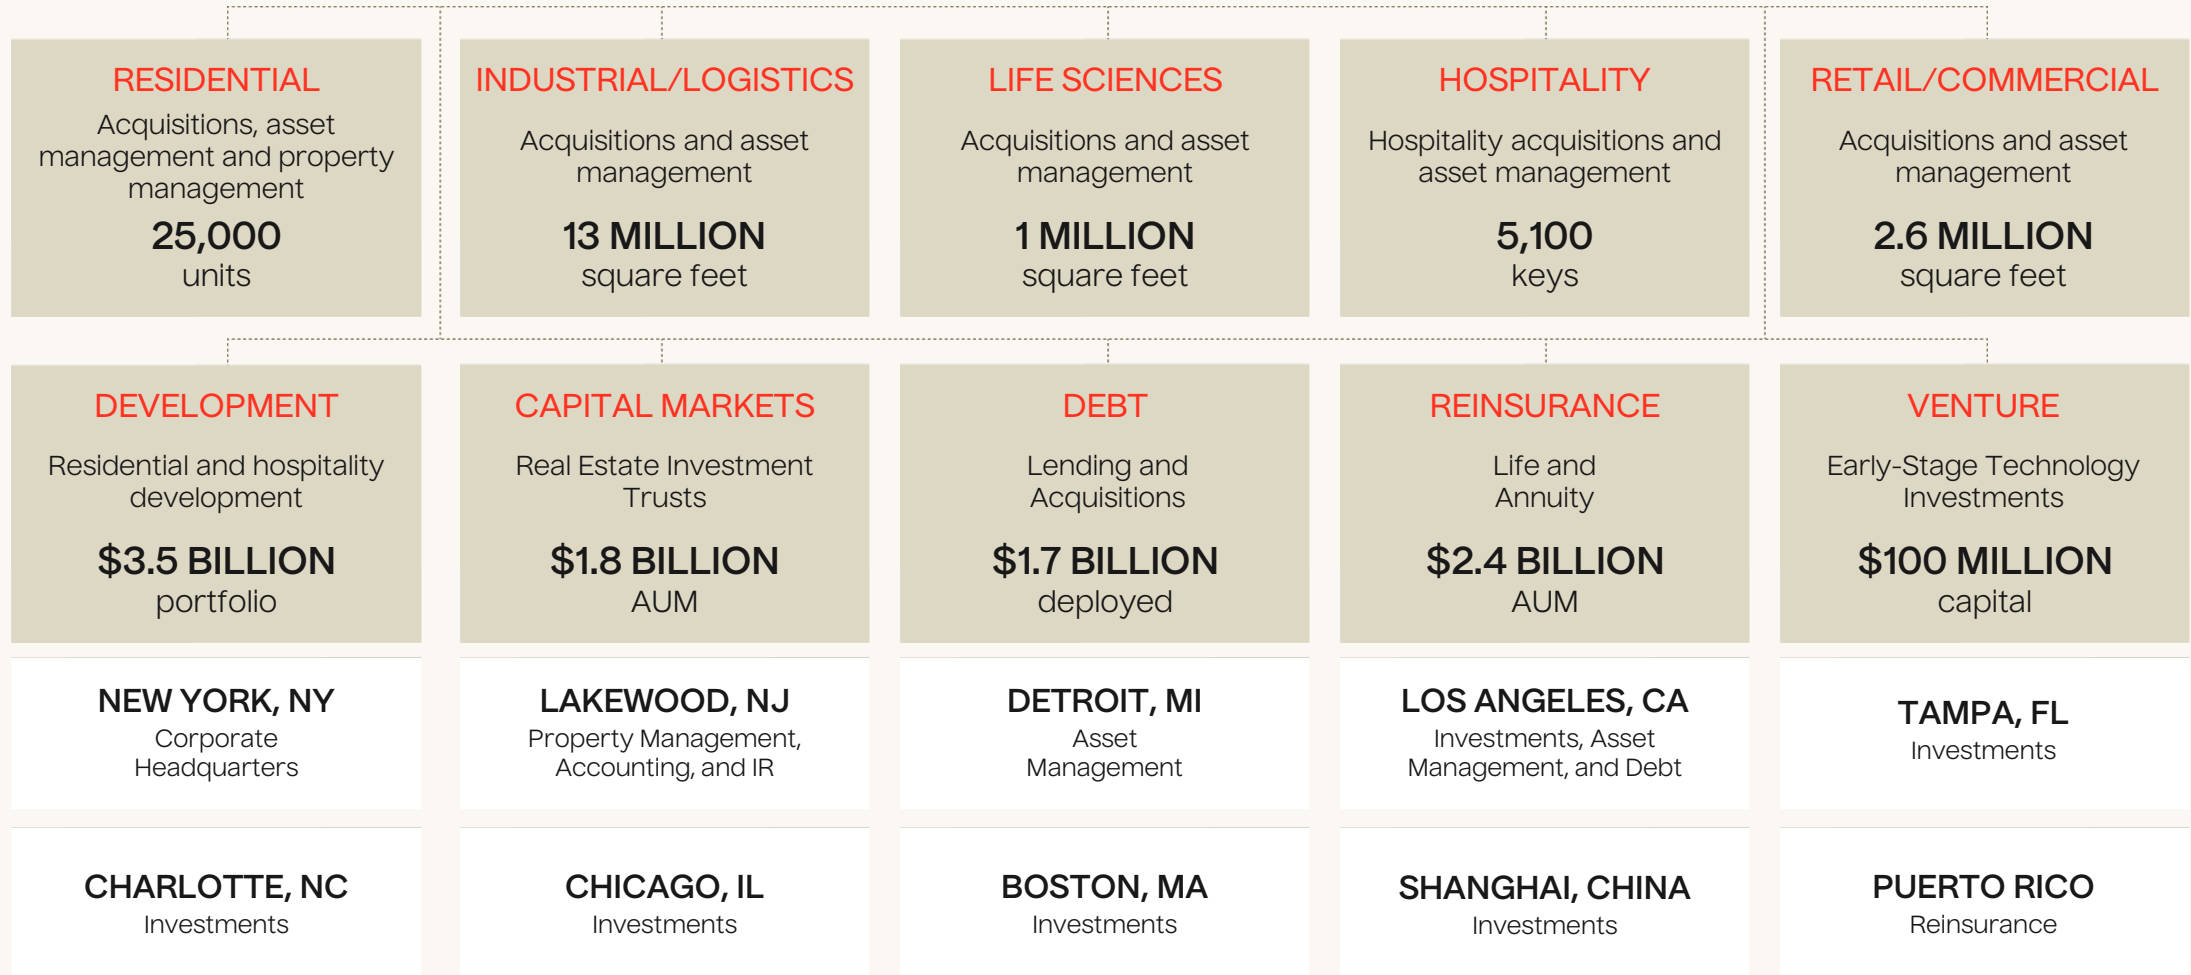 RESIDENTIAL
Acquisitions, asset
management and property
management
25,000
units
INDUSTRIAL/LOGISTICS
Acquisitions and asset
management
13 MILLION
square feet
LIFE SCIENCES
Acquisitions and asset
management
1 MILLION
square feet
HOSPITALITY
Hospitality acquisitions and
asset management
5,100
keys
RETAIL/COMMERCIAL
Acquisitions and asset
management
2.6 MILLION
square feet
DEVELOPMENT
Residential and hospitality
development
$3.5 BILLION
portfolio
CAPITAL MARKETS
Real Estate Investment
Trusts
$1.8 BILLION
AUM
DEBT
Lending and
Acquisitions
$1.7 BILLION
deployed
REINSURANCE
Life and
Annuity
$2.4 BILLION
AUM
VENTURE
Early-Stage Technology
Investments
$100 MILLION
capital
NEW YORK, NY
Corporate
Headquarters
LAKEWOOD, NJ
Property Management,
Accounting, and IR
DETROIT, MI
Asset
Management
LOS ANGELES, CA
Investments, Asset
Management, and Debt
TAMPA, FL
Investments
CHARLOTTE, NC
Investments
CHICAGO, IL
Investments
BOSTON, MA
Investments
SHANGHAI, CHINA
Investments
PUERTO RICO
Reinsurance